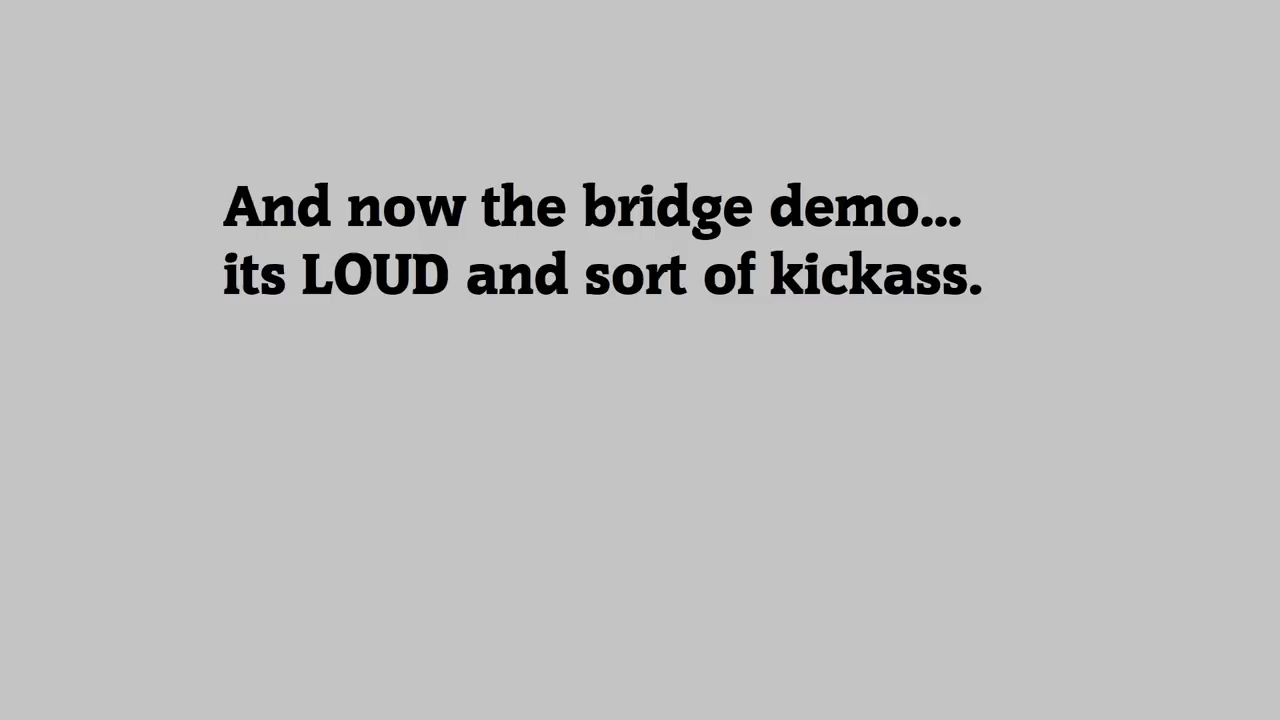 And now the bridge demo...
its LOUD and sort of kickass.